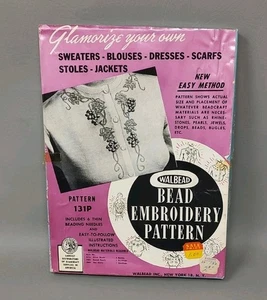 Glamorize your own
SWEATERS - BLOUSES - DRESSES - SCARFS
STOLES - JACKETS
NEW
EASY METHOD
PATTERN SHOWS ACTUAL
SIZE AND PLACEMENT OF
WHATEVER BEADCRAFT
MATERIALS ARE NECES-
SARY SUCH AS RHINE-
STONES, PEARLS, JEWELS,
DROPS, BEADS, BUGLES,
ETC.
PATTERN
131P
INCLUDES 6 THIN
BEADING NEEDLES
AND
EASY-TO-FOLLOW
ILLUSTRATED
INSTRUCTIONS
WALBEAD
BEAD
EMBROIDERY
PATTERN
WALBEAD INC., NEW YORK 18, N. Y.